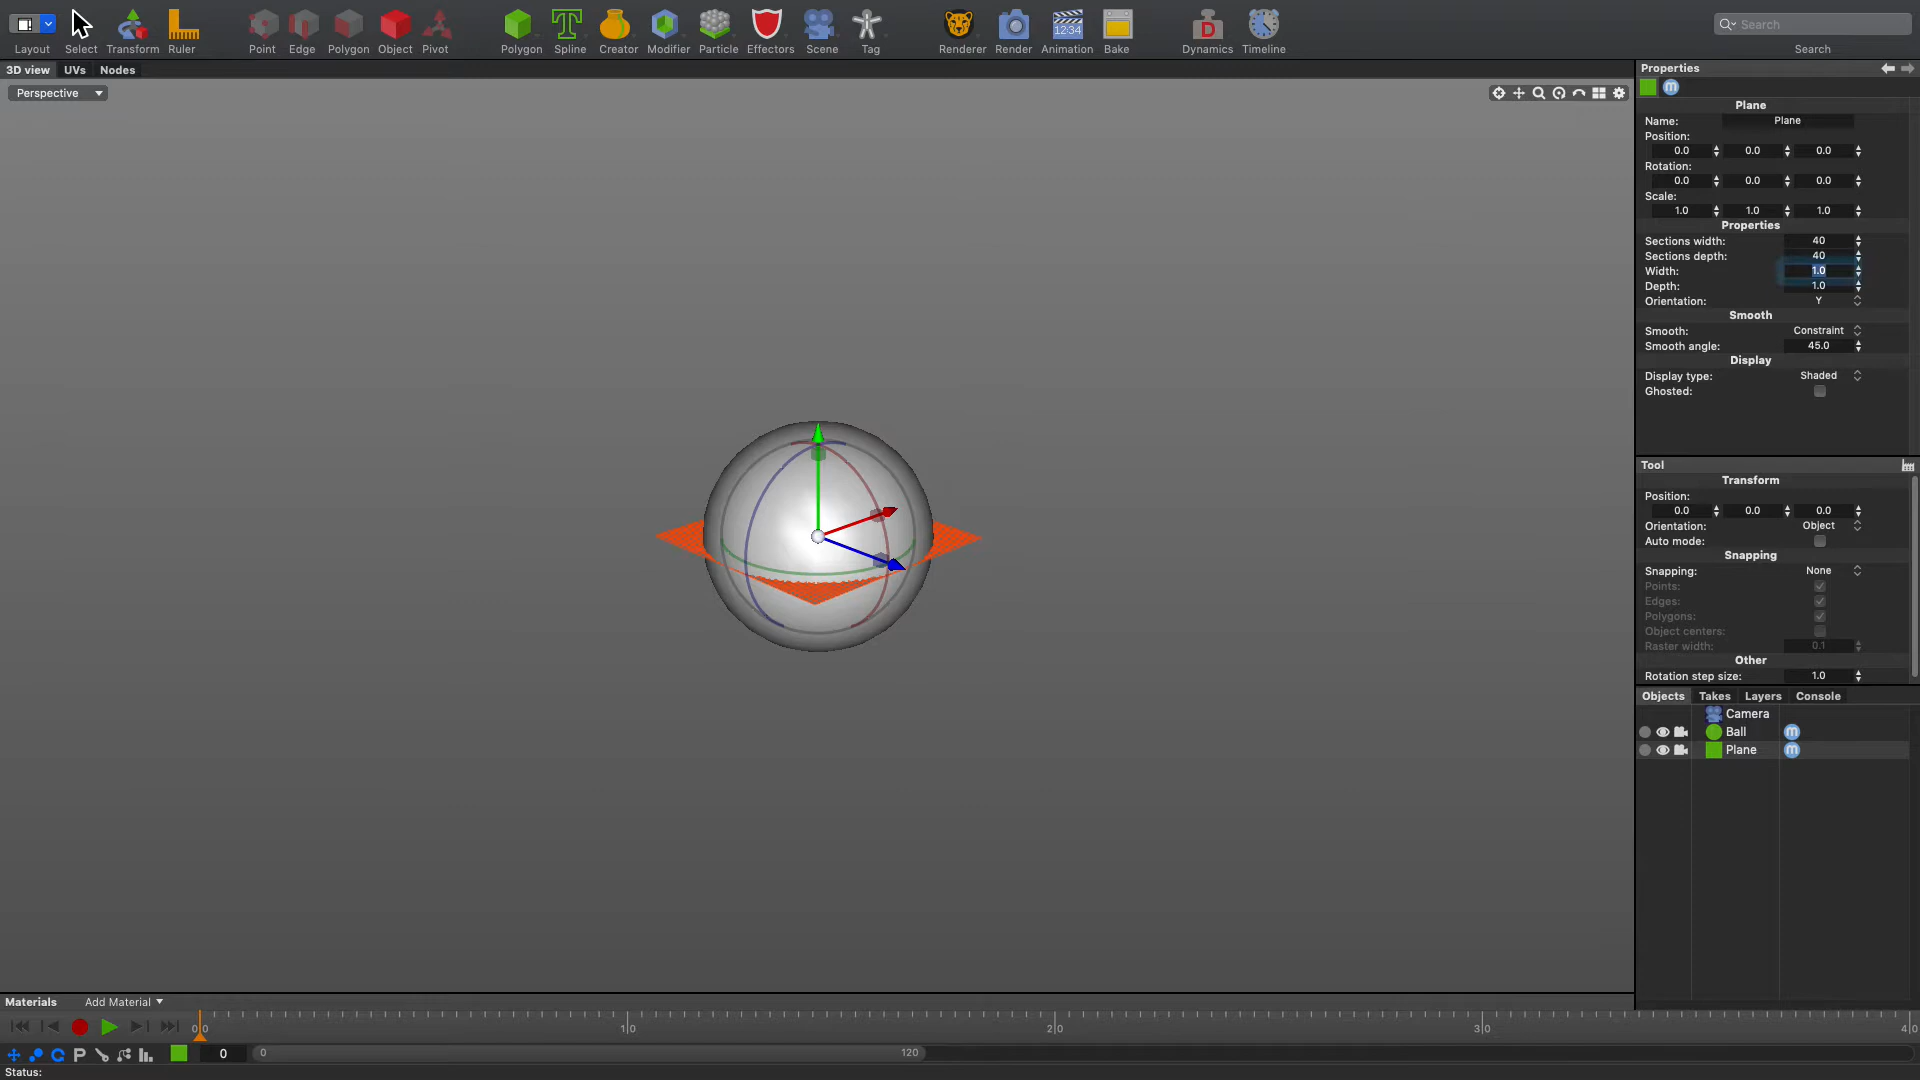 Layout Select Transform Ruler Point Edge Polygon Object Pivot Polygon Spline Creator Modifier Particle Effectors Scene Tag Renderer Render Animation Bake Dynamics Timeline Search
12:34
D
Search
3D view UVs Nodes
Perspective
Properties
m
Plane
Name: Plane
Position:
0.0 0.0 0.0
Rotation:
0.0 0.0 0.0
Scale:
1.0 1.0 1.0
Properties
Sections width: 40
Sections depth: 40
Width: 1.0
Depth: 1.0
Orientation: Y
Smooth
Smooth: Constraint
Smooth angle: 45.0
Display
Display type: Shaded
Ghosted:
Tool
Transform
Position:
0.0 0.0 0.0
Orientation: Object
Auto mode:
Snapping
Snapping: None
Points:
Edges:
Polygons:
Object centers:
Raster width: 0.1
Other
Rotation step size: 1.0
Objects Takes Layers Console
Camera
Ball m
Plane m
Materials Add Material
0|0 1|0 2|0 3|0 4|0
P 0 0 120
Status: